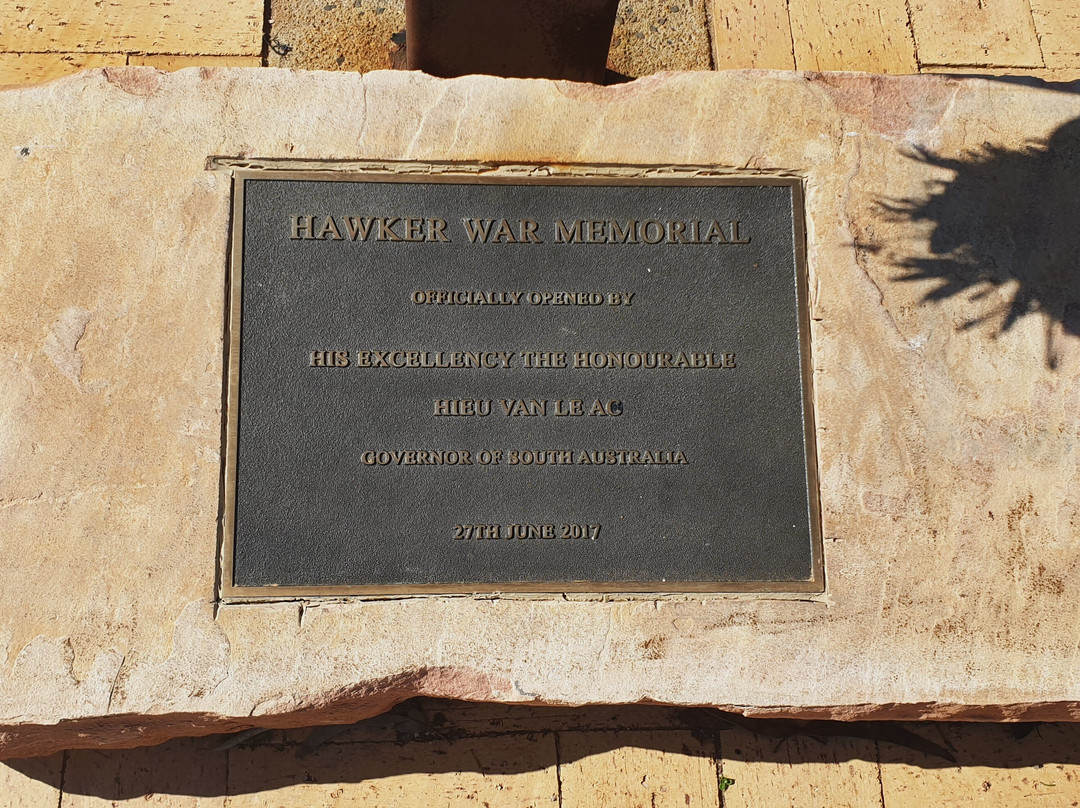 HAWKER WAR MEMORIAL
OFFICIALLY OPENED BY
HIS EXCELLENCY THE HONOURABLE
HIEU VAN LE AC
GOVERNOR OF SOUTH AUSTRALIA
27TH JUNE 2017